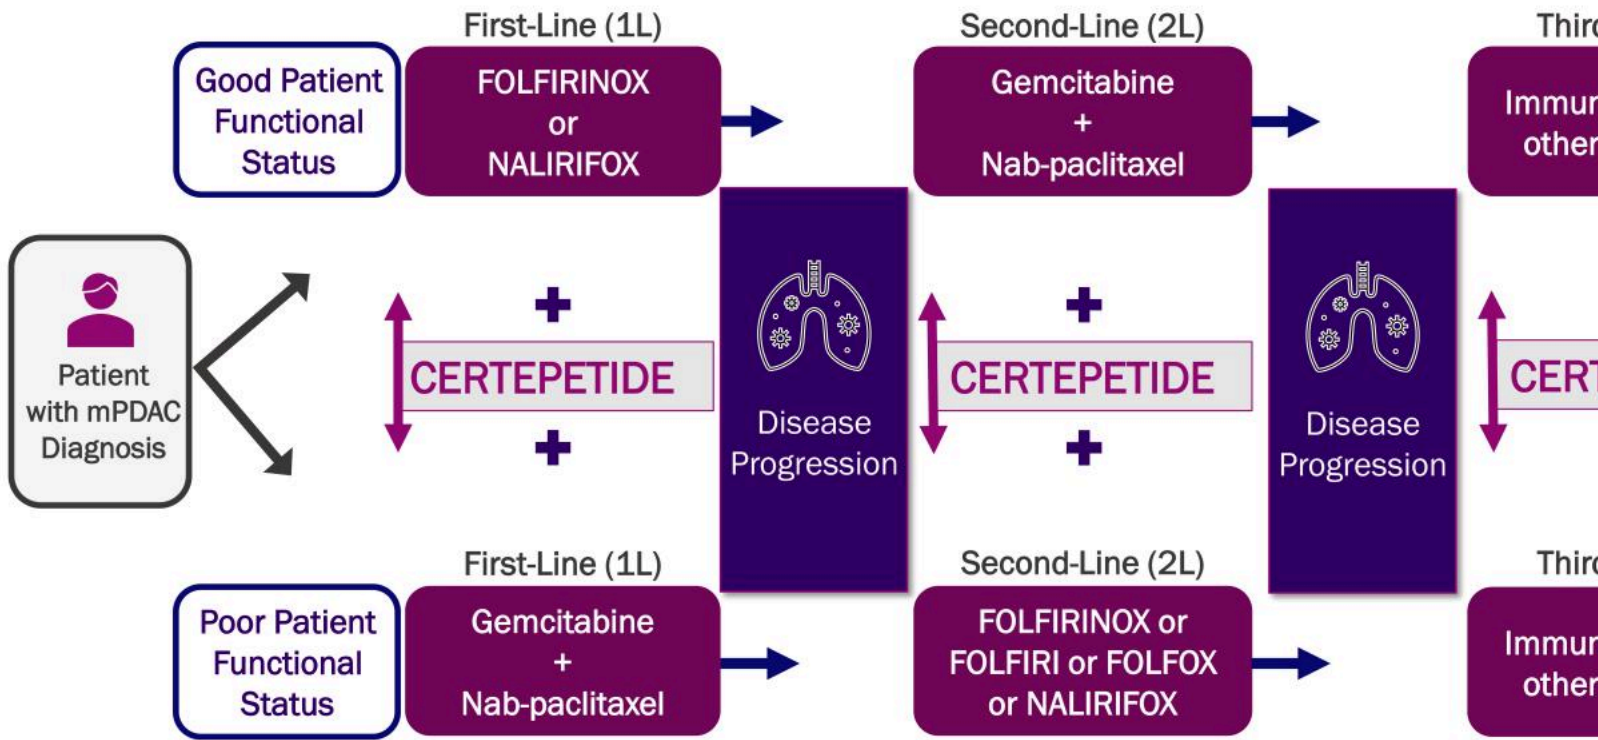 First-Line (1L)
Second-Line (2L)
Good Patient
Functional
Status
FOLFIRINOX
or
NALIRIFOX
Gemcitabine
+
Nab-paclitaxel
other
Patient
with mPDAC
Diagnosis
+
CERTEPETIDE
+
Disease
Progression
+
CERTEPETIDE
+
Disease
Progression
First-Line (1L)
Second-Line (2L)
Poor Patient
Functional
Status
Gemcitabine
+
Nab-paclitaxel
FOLFIRINOX or
FOLFIRI or FOLFOX
or NALIRIFOX
other